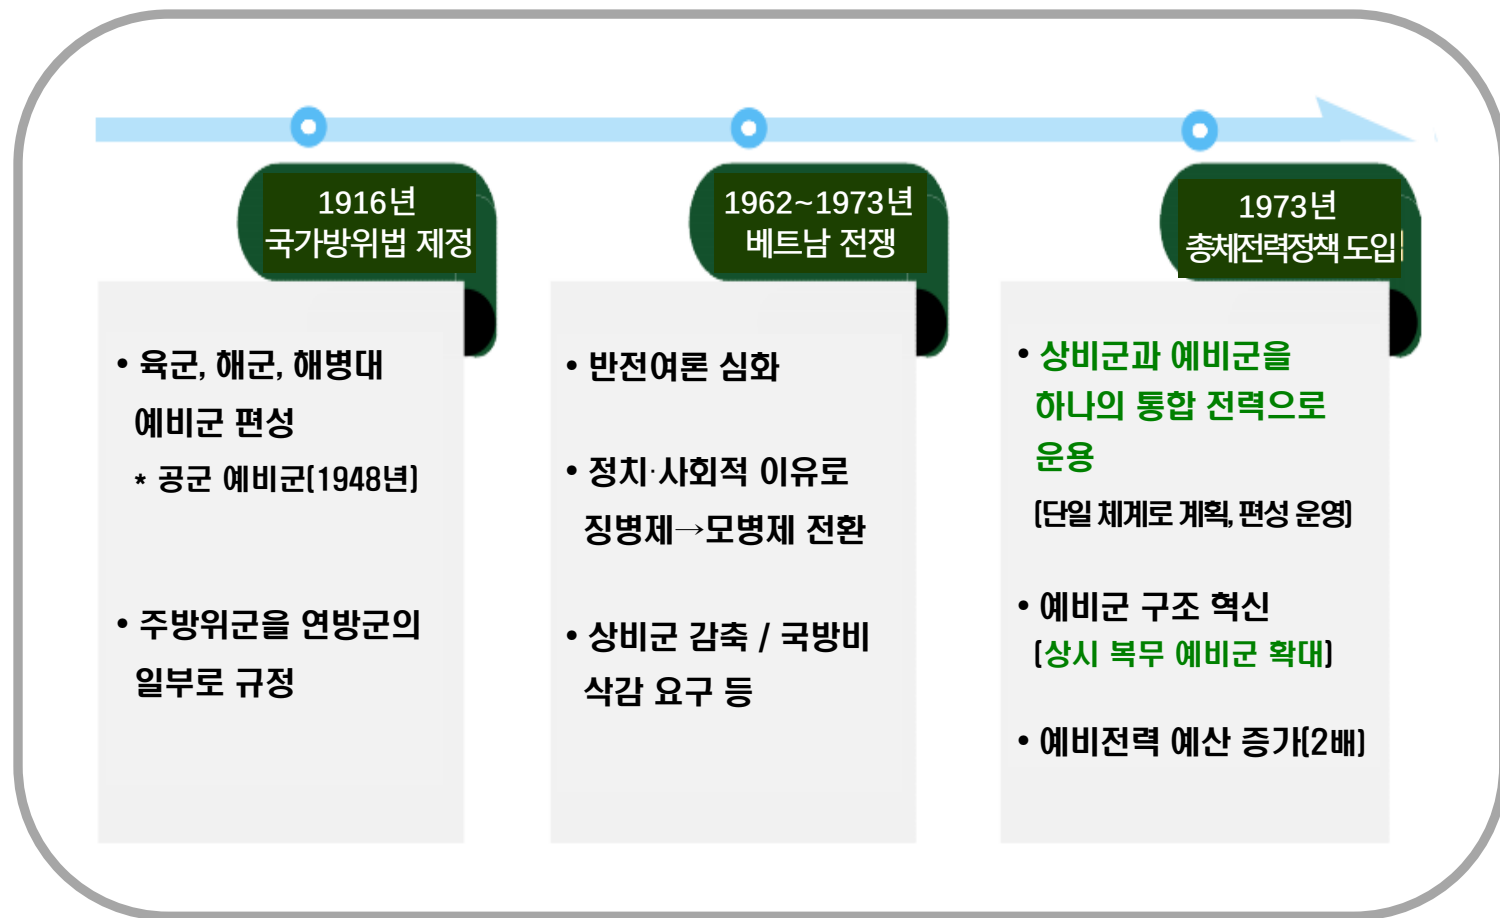 1916년
국가방위법 제정
• 육군, 해군, 해병대
예비군 편성
* 공군 예비군(1948년)
• 주방위군을 연방군의
일부로 규정
1962~1973년
베트남 전쟁
• 반전여론 심화
• 정치·사회적 이유로
징병제→모병제 전환
• 상비군 감축 / 국방비
삭감 요구 등
1973년
총체전력정책 도입
• 상비군과 예비군을
하나의 통합 전력으로
운용
(단일 체계로 계획, 편성 운영)
• 예비군 구조 혁신
(상시 복무 예비군 확대)
• 예비전력 예산 증가(2배)